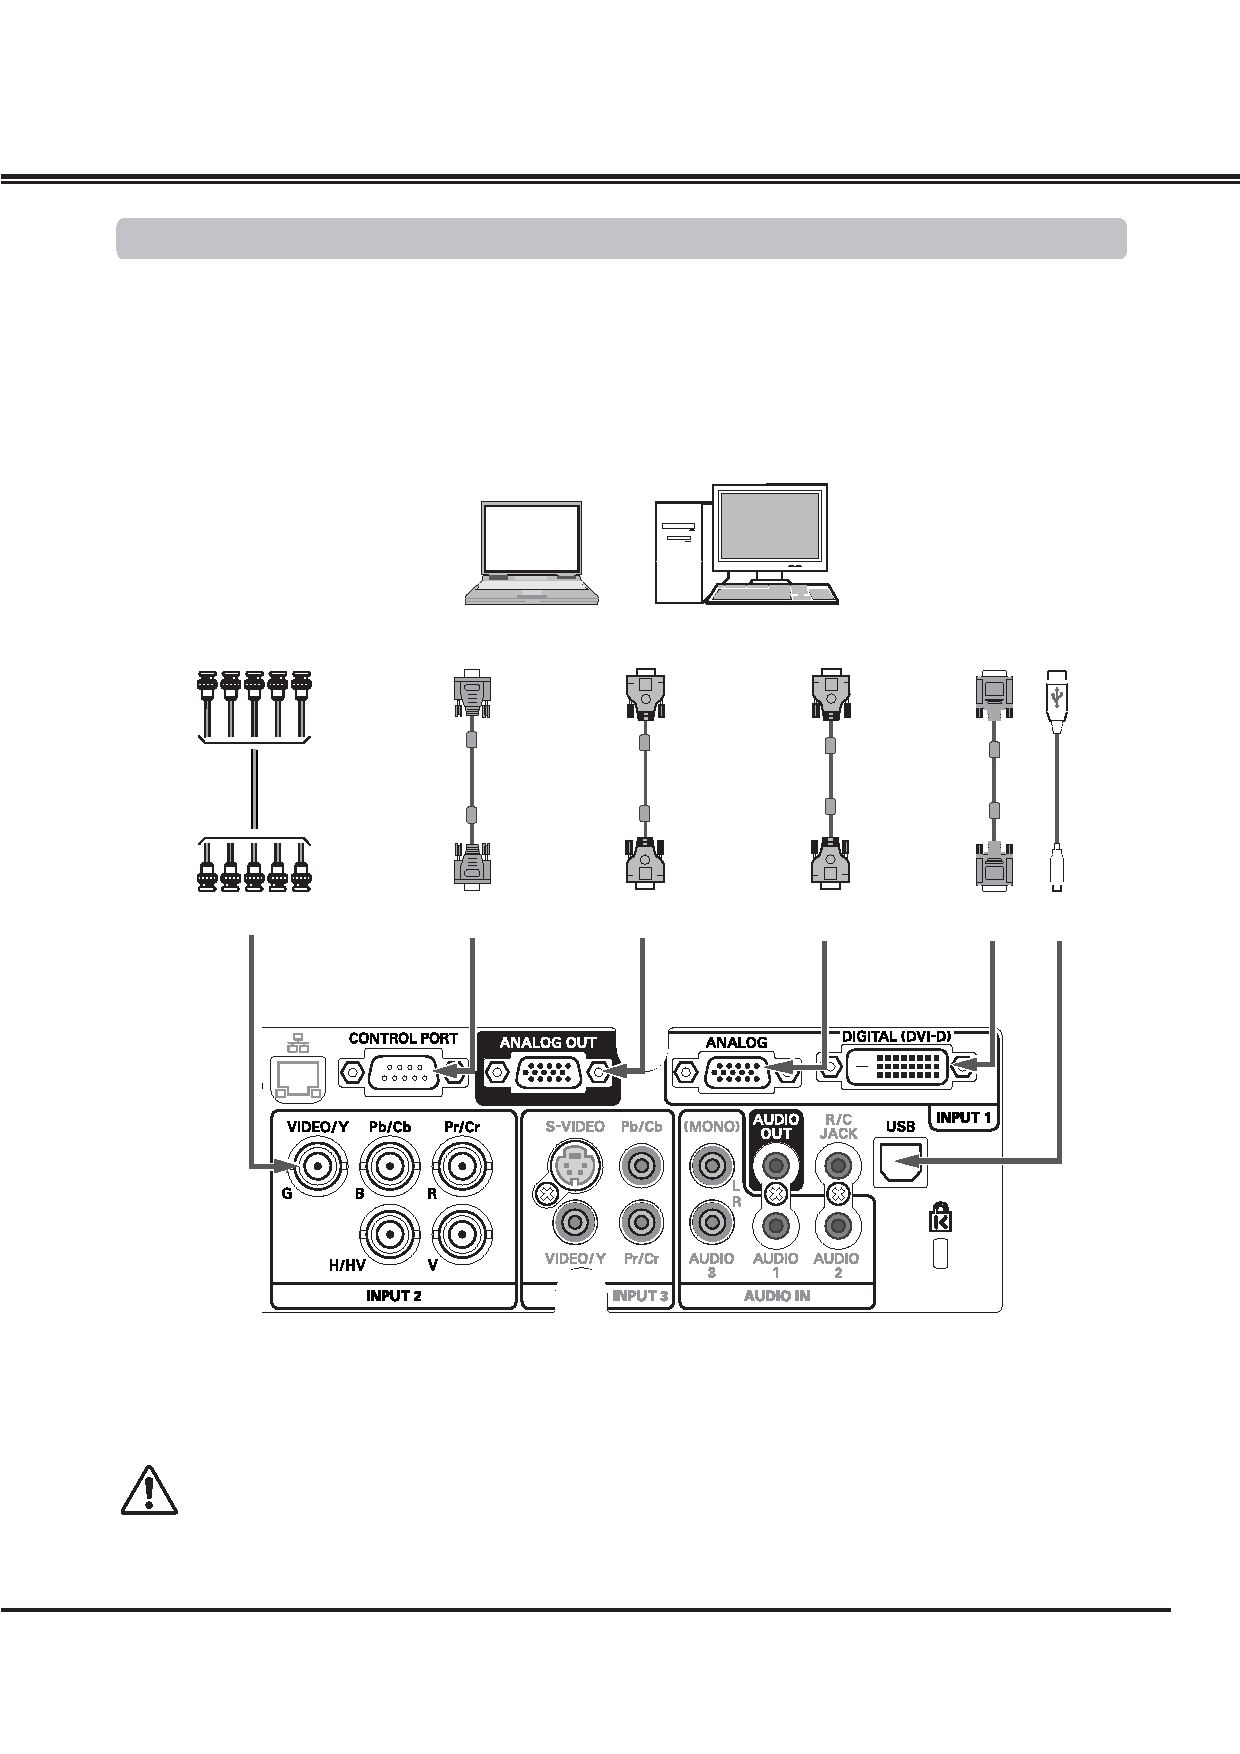 CONTROL PORT
ANALOG OUT
ANALOG
DIGITAL (DVI-D)
INPUT 1
VIDEO/Y
Pb/Cb
Pr/Cr
S-VIDEO
Pb/Cb
(MONO)
AUDIO
OUT
R/C
JACK
USB
G
B
R
L
R
H/HV
V
VIDEO/Y
Pr/Cr
AUDIO
3
AUDIO
1
AUDIO
2
INPUT 2
INPUT 3
AUDIO IN